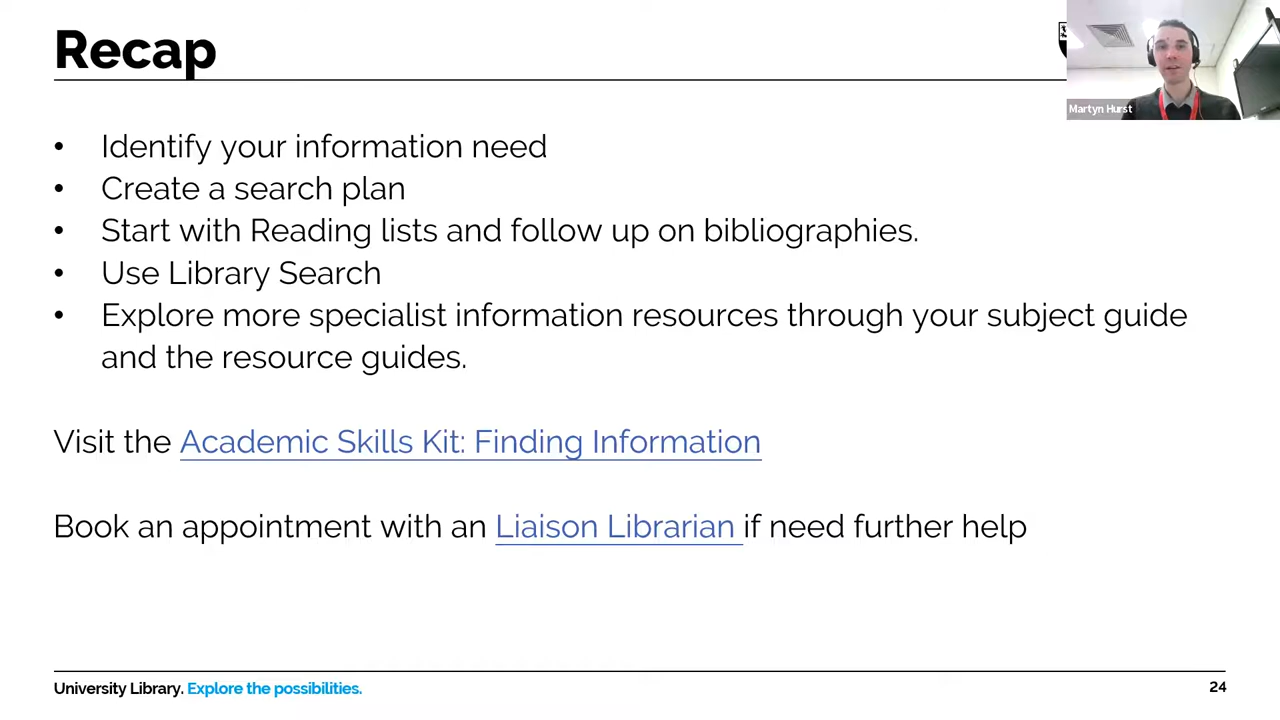 Recap
Martyn Hurst
• Identify your information need
• Create a search plan
• Start with Reading lists and follow up on bibliographies.
• Use Library Search
• Explore more specialist information resources through your subject guide
and the resource guides.
Visit the Academic Skills Kit: Finding Information
Book an appointment with an Liaison Librarian if need further help
University Library. Explore the possibilities.
24